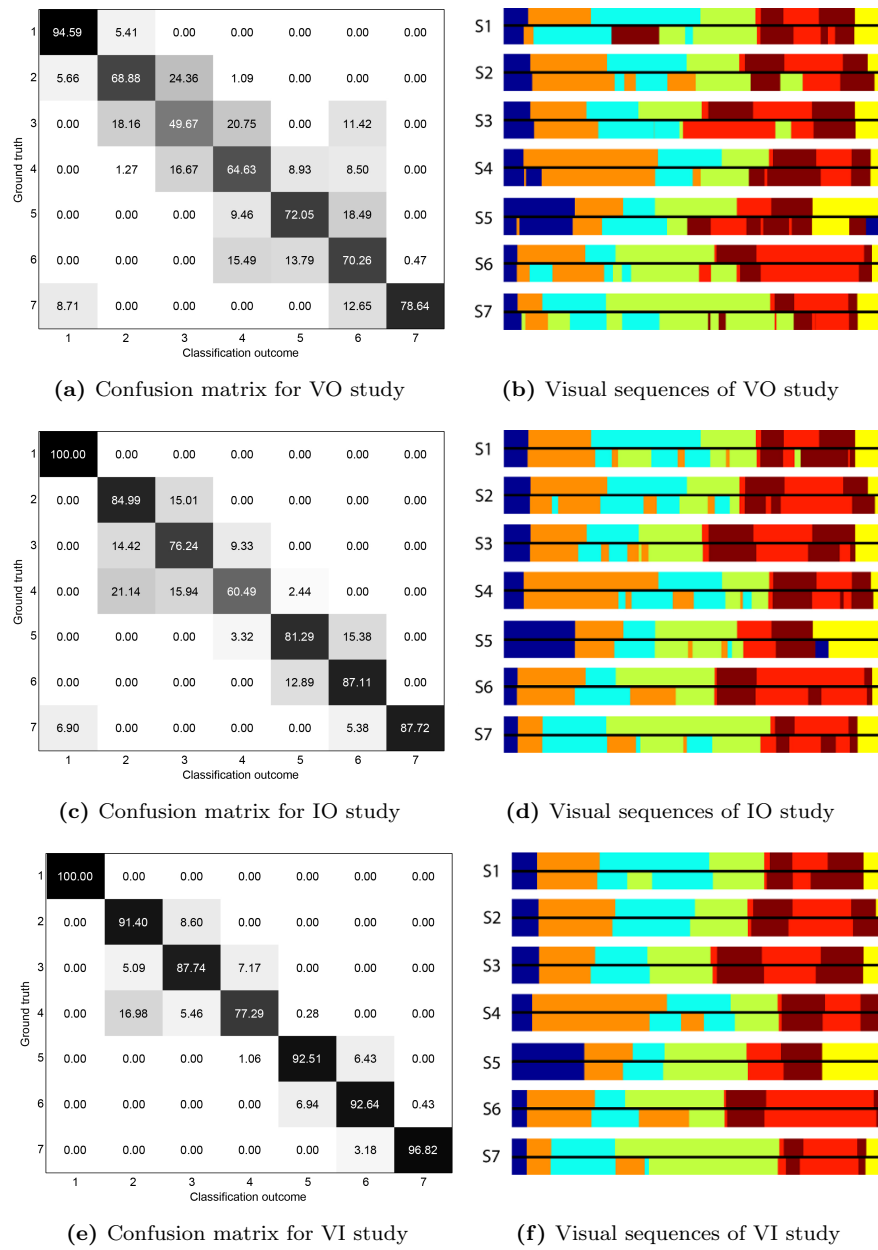 1 94.59 5.41 0.00 0.00 0.00 0.00 0.00
2 5.66 68.88 24.36 1.09 0.00 0.00 0.00
3 0.00 18.16 49.67 20.75 0.00 11.42 0.00
4 0.00 1.27 16.67 64.63 8.93 8.50 0.00
5 0.00 0.00 0.00 9.46 72.05 18.49 0.00
6 0.00 0.00 0.00 15.49 13.79 70.26 0.47
7 8.71 0.00 0.00 0.00 0.00 12.65 78.64
1 2 3 4 5 6 7
Ground truth
Classification outcome
S1
S2
S3
S4
S5
S6
S7
(a) Confusion matrix for VO study
(b) Visual sequences of VO study
1 100.00 0.00 0.00 0.00 0.00 0.00 0.00
2 0.00 84.99 15.01 0.00 0.00 0.00 0.00
3 0.00 14.42 76.24 9.33 0.00 0.00 0.00
4 0.00 21.14 15.94 60.49 2.44 0.00 0.00
5 0.00 0.00 0.00 3.32 81.29 15.38 0.00
6 0.00 0.00 0.00 0.00 12.89 87.11 0.00
7 6.90 0.00 0.00 0.00 0.00 5.38 87.72
1 2 3 4 5 6 7
Ground truth
Classification outcome
S1
S2
S3
S4
S5
S6
S7
(c) Confusion matrix for IO study
(d) Visual sequences of IO study
1 100.00 0.00 0.00 0.00 0.00 0.00 0.00
2 0.00 91.40 8.60 0.00 0.00 0.00 0.00
3 0.00 5.09 87.74 7.17 0.00 0.00 0.00
4 0.00 16.98 5.46 77.29 0.28 0.00 0.00
5 0.00 0.00 0.00 1.06 92.51 6.43 0.00
6 0.00 0.00 0.00 0.00 6.94 92.64 0.43
7 0.00 0.00 0.00 0.00 0.00 3.18 96.82
1 2 3 4 5 6 7
Ground truth
Classification outcome
S1
S2
S3
S4
S5
S6
S7
(e) Confusion matrix for VI study
(f) Visual sequences of VI study